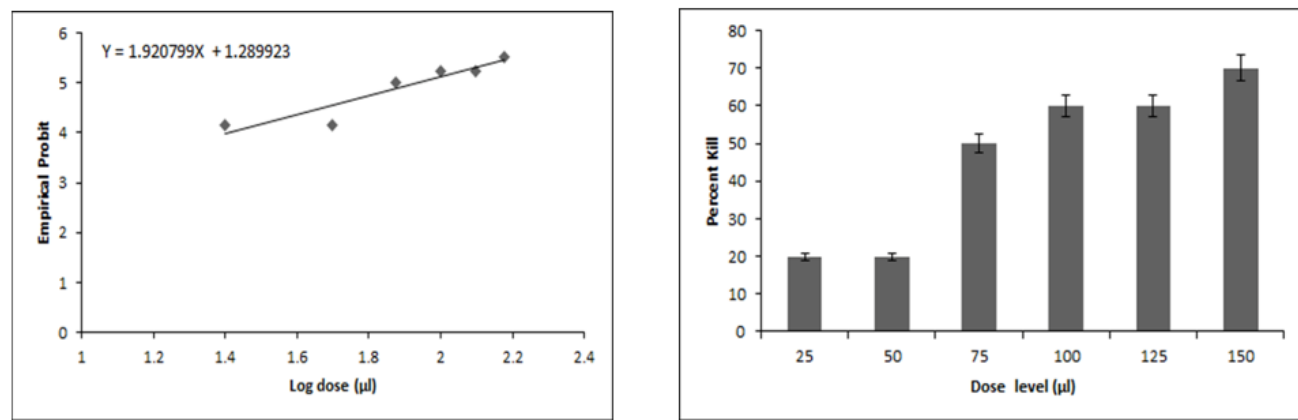 Y = 1.920799X + 1.289923
Empirical Probit
6
5
4
3
2
1
0
1 1.2 1.4 1.6 1.8 2 2.2 2.4
Log dose (µl)
Percent Kill
80
70
60
50
40
30
20
10
0
25 50 75 100 125 150
Dose level (µl)